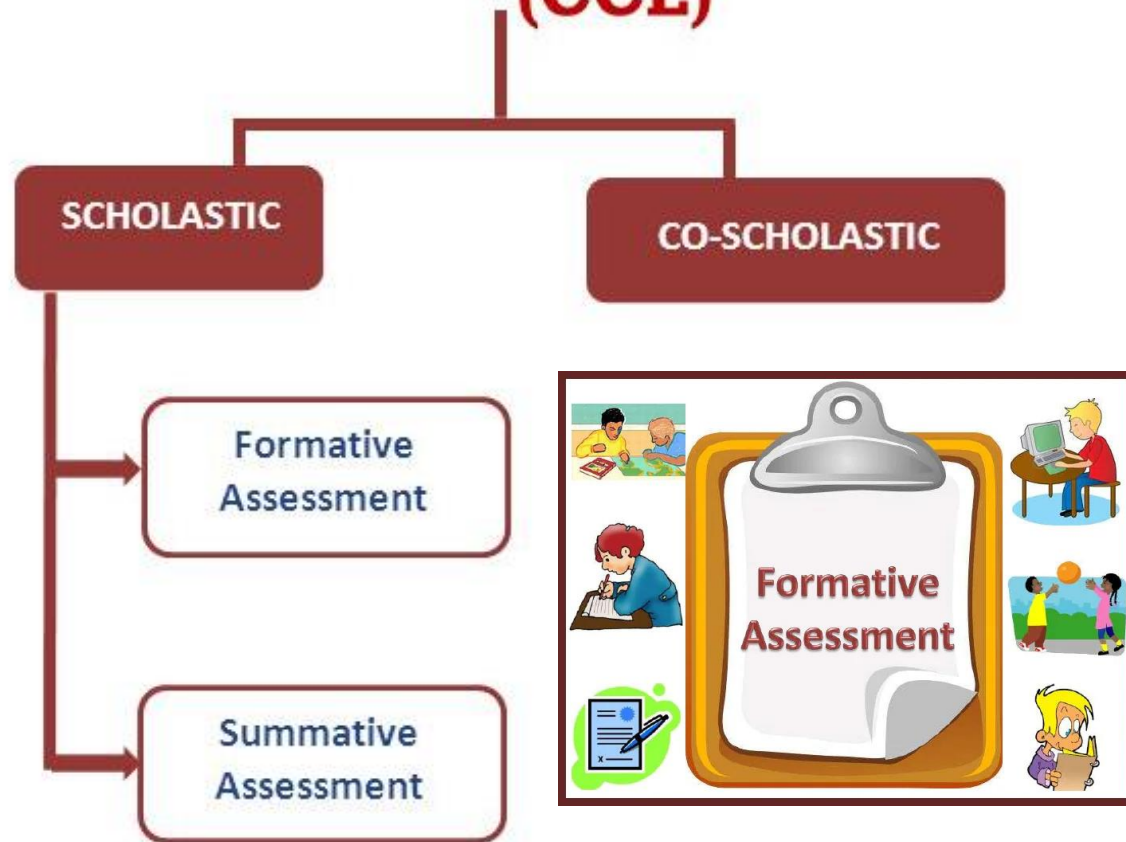 SCHOLASTIC
CO-SCHOLASTIC
Formative
Assessment
Summative
Assessment
Formative
Assessment